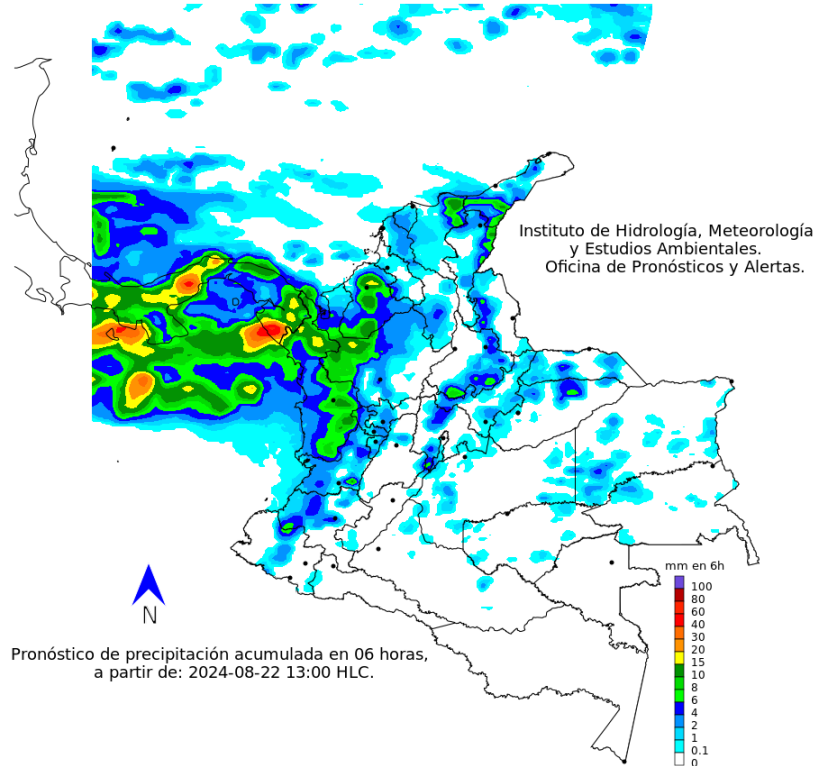 Instituto de Hidrología, Meteorología
y Estudios Ambientales.
Oficina de Pronósticos y Alertas.
mm en 6h
100
80
60
40
30
20
15
10
8
6
4
2
1
0.1
0
N
Pronóstico de precipitación acumulada en 06 horas,
a partir de: 2024-08-22 13:00 HLC.